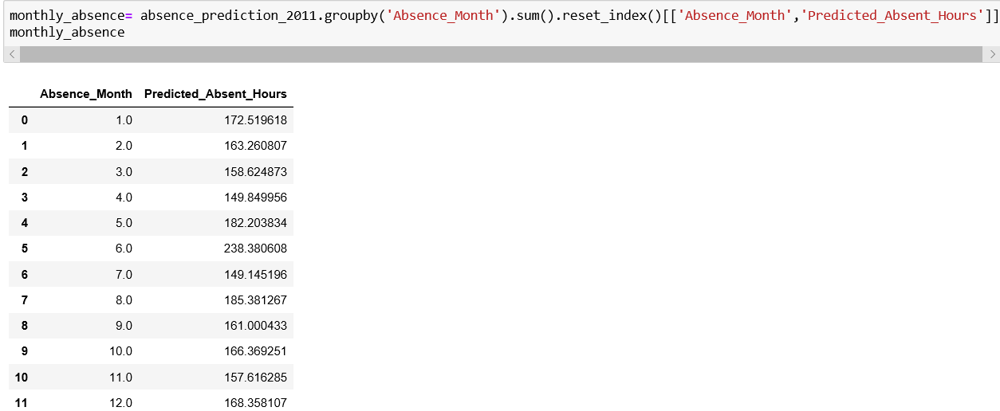 monthly_absence= absence_prediction_2011.groupby('Absence_Month').sum().reset_index()[['Absence_Month','Predicted_Absent_Hours']]
monthly_absence
Absence_Month Predicted_Absent_Hours
0 1.0 172.519618
1 2.0 163.260807
2 3.0 158.624873
3 4.0 149.849956
4 5.0 182.203834
5 6.0 238.380608
6 7.0 149.145196
7 8.0 185.381267
8 9.0 161.000433
9 10.0 166.369251
10 11.0 157.616285
11 12.0 168.358107